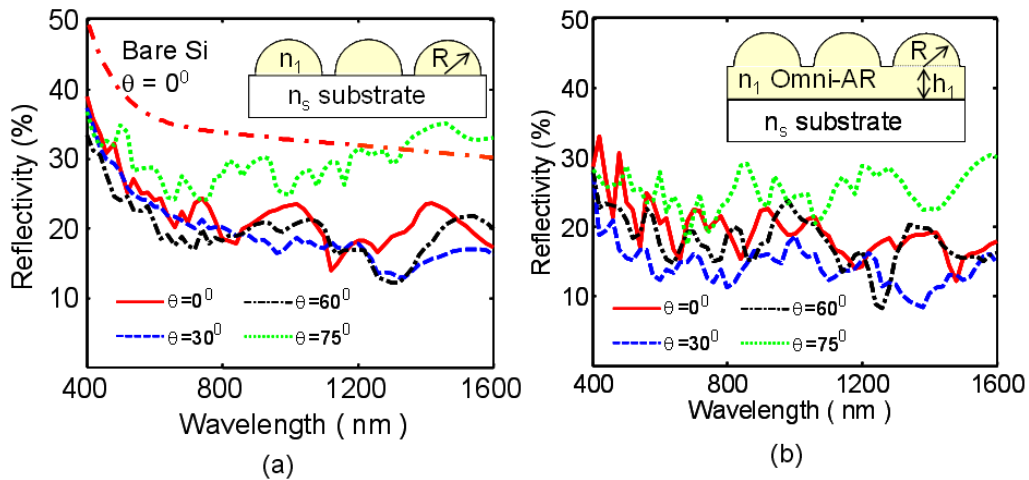 50
40
30
20
10
Reflectivity (%)
Bare Si
θ = 0⁰
n₁
R
nₛ substrate
θ=0⁰
θ=60⁰
θ=30⁰
θ=75⁰
400
800
1200
1600
Wavelength ( nm )
(a)
50
40
30
20
10
Reflectivity (%)
R
n₁ Omni-AR
h₁
nₛ substrate
θ=0⁰
θ=60⁰
θ=30⁰
θ=75⁰
400
800
1200
1600
Wavelength ( nm )
(b)